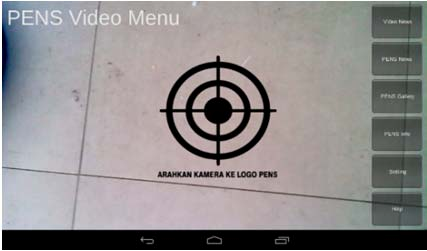 PENS Video Menu
Video News
PENS News
PENS Gallery
PENS Info
Setting
Help
ARAHKAN KAMERA KE LOGO PENS